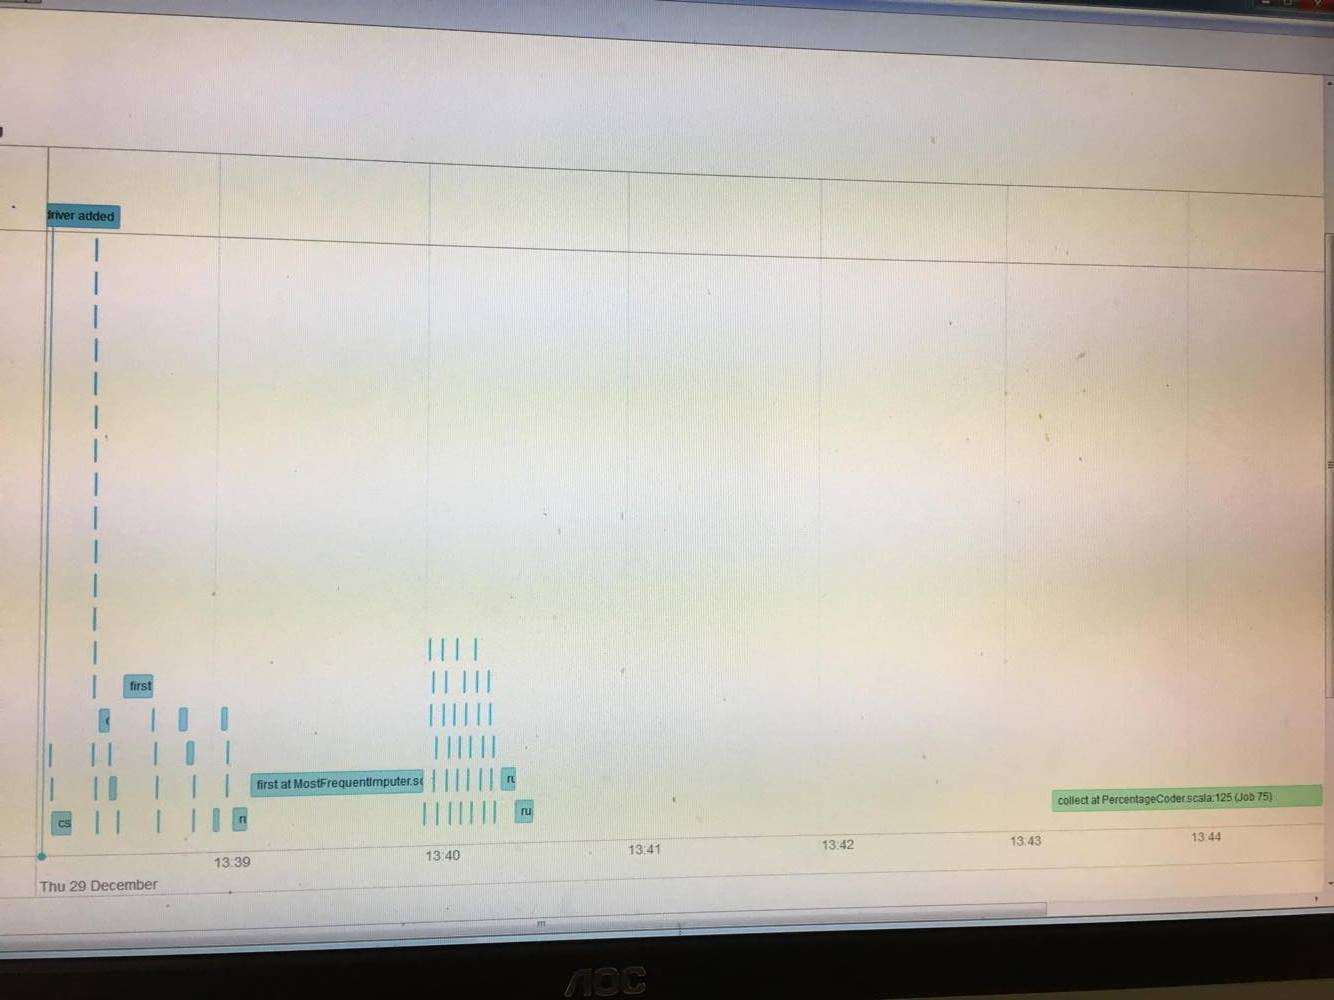 driver added
first
cs
first at MostFrequentImputer.sc
ru
ru
collect at PercentageCoder.scala:125 (Job 75)
13:39
13:40
13:41
13:42
13:43
13:44
Thu 29 December
AOC